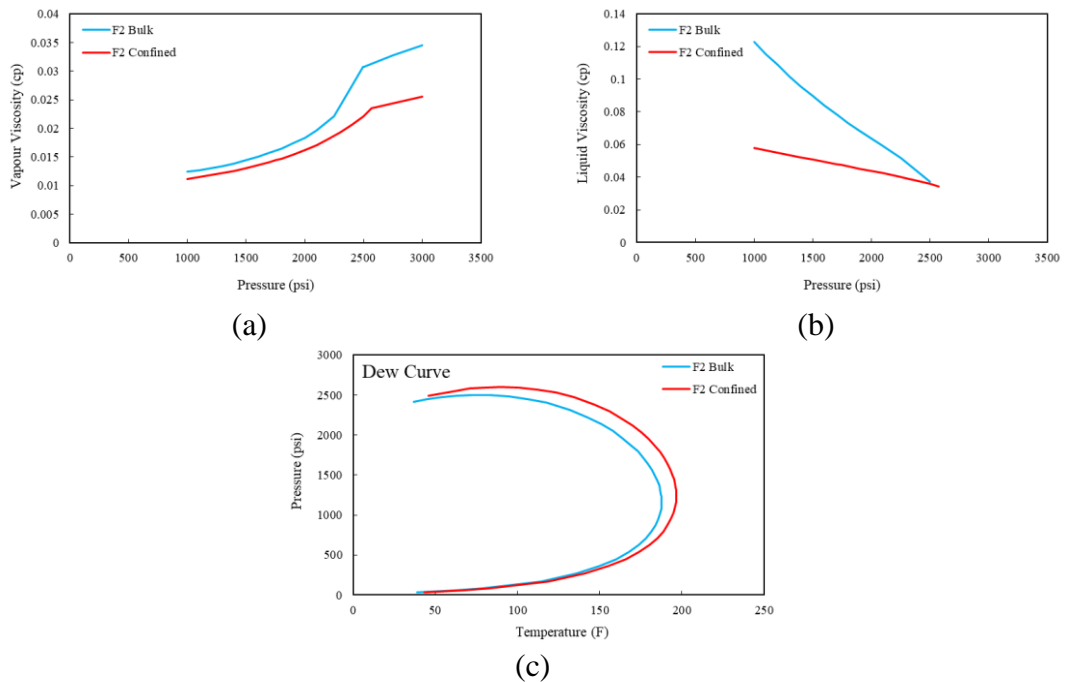 0.04
0.035
0.03
0.025
0.02
0.015
0.01
0.005
0
Vapour Viscosity (cp)
F2 Bulk
F2 Confined
0 500 1000 1500 2000 2500 3000 3500
Pressure (psi)
(a)
0.14
0.12
0.1
0.08
0.06
0.04
0.02
0
Liquid Viscosity (cp)
F2 Bulk
F2 Confined
0 500 1000 1500 2000 2500 3000 3500
Pressure (psi)
(b)
Dew Curve
3000
2500
2000
1500
1000
500
0
Pressure (psi)
F2 Bulk
F2 Confined
0 50 100 150 200 250
Temperature (F)
(c)